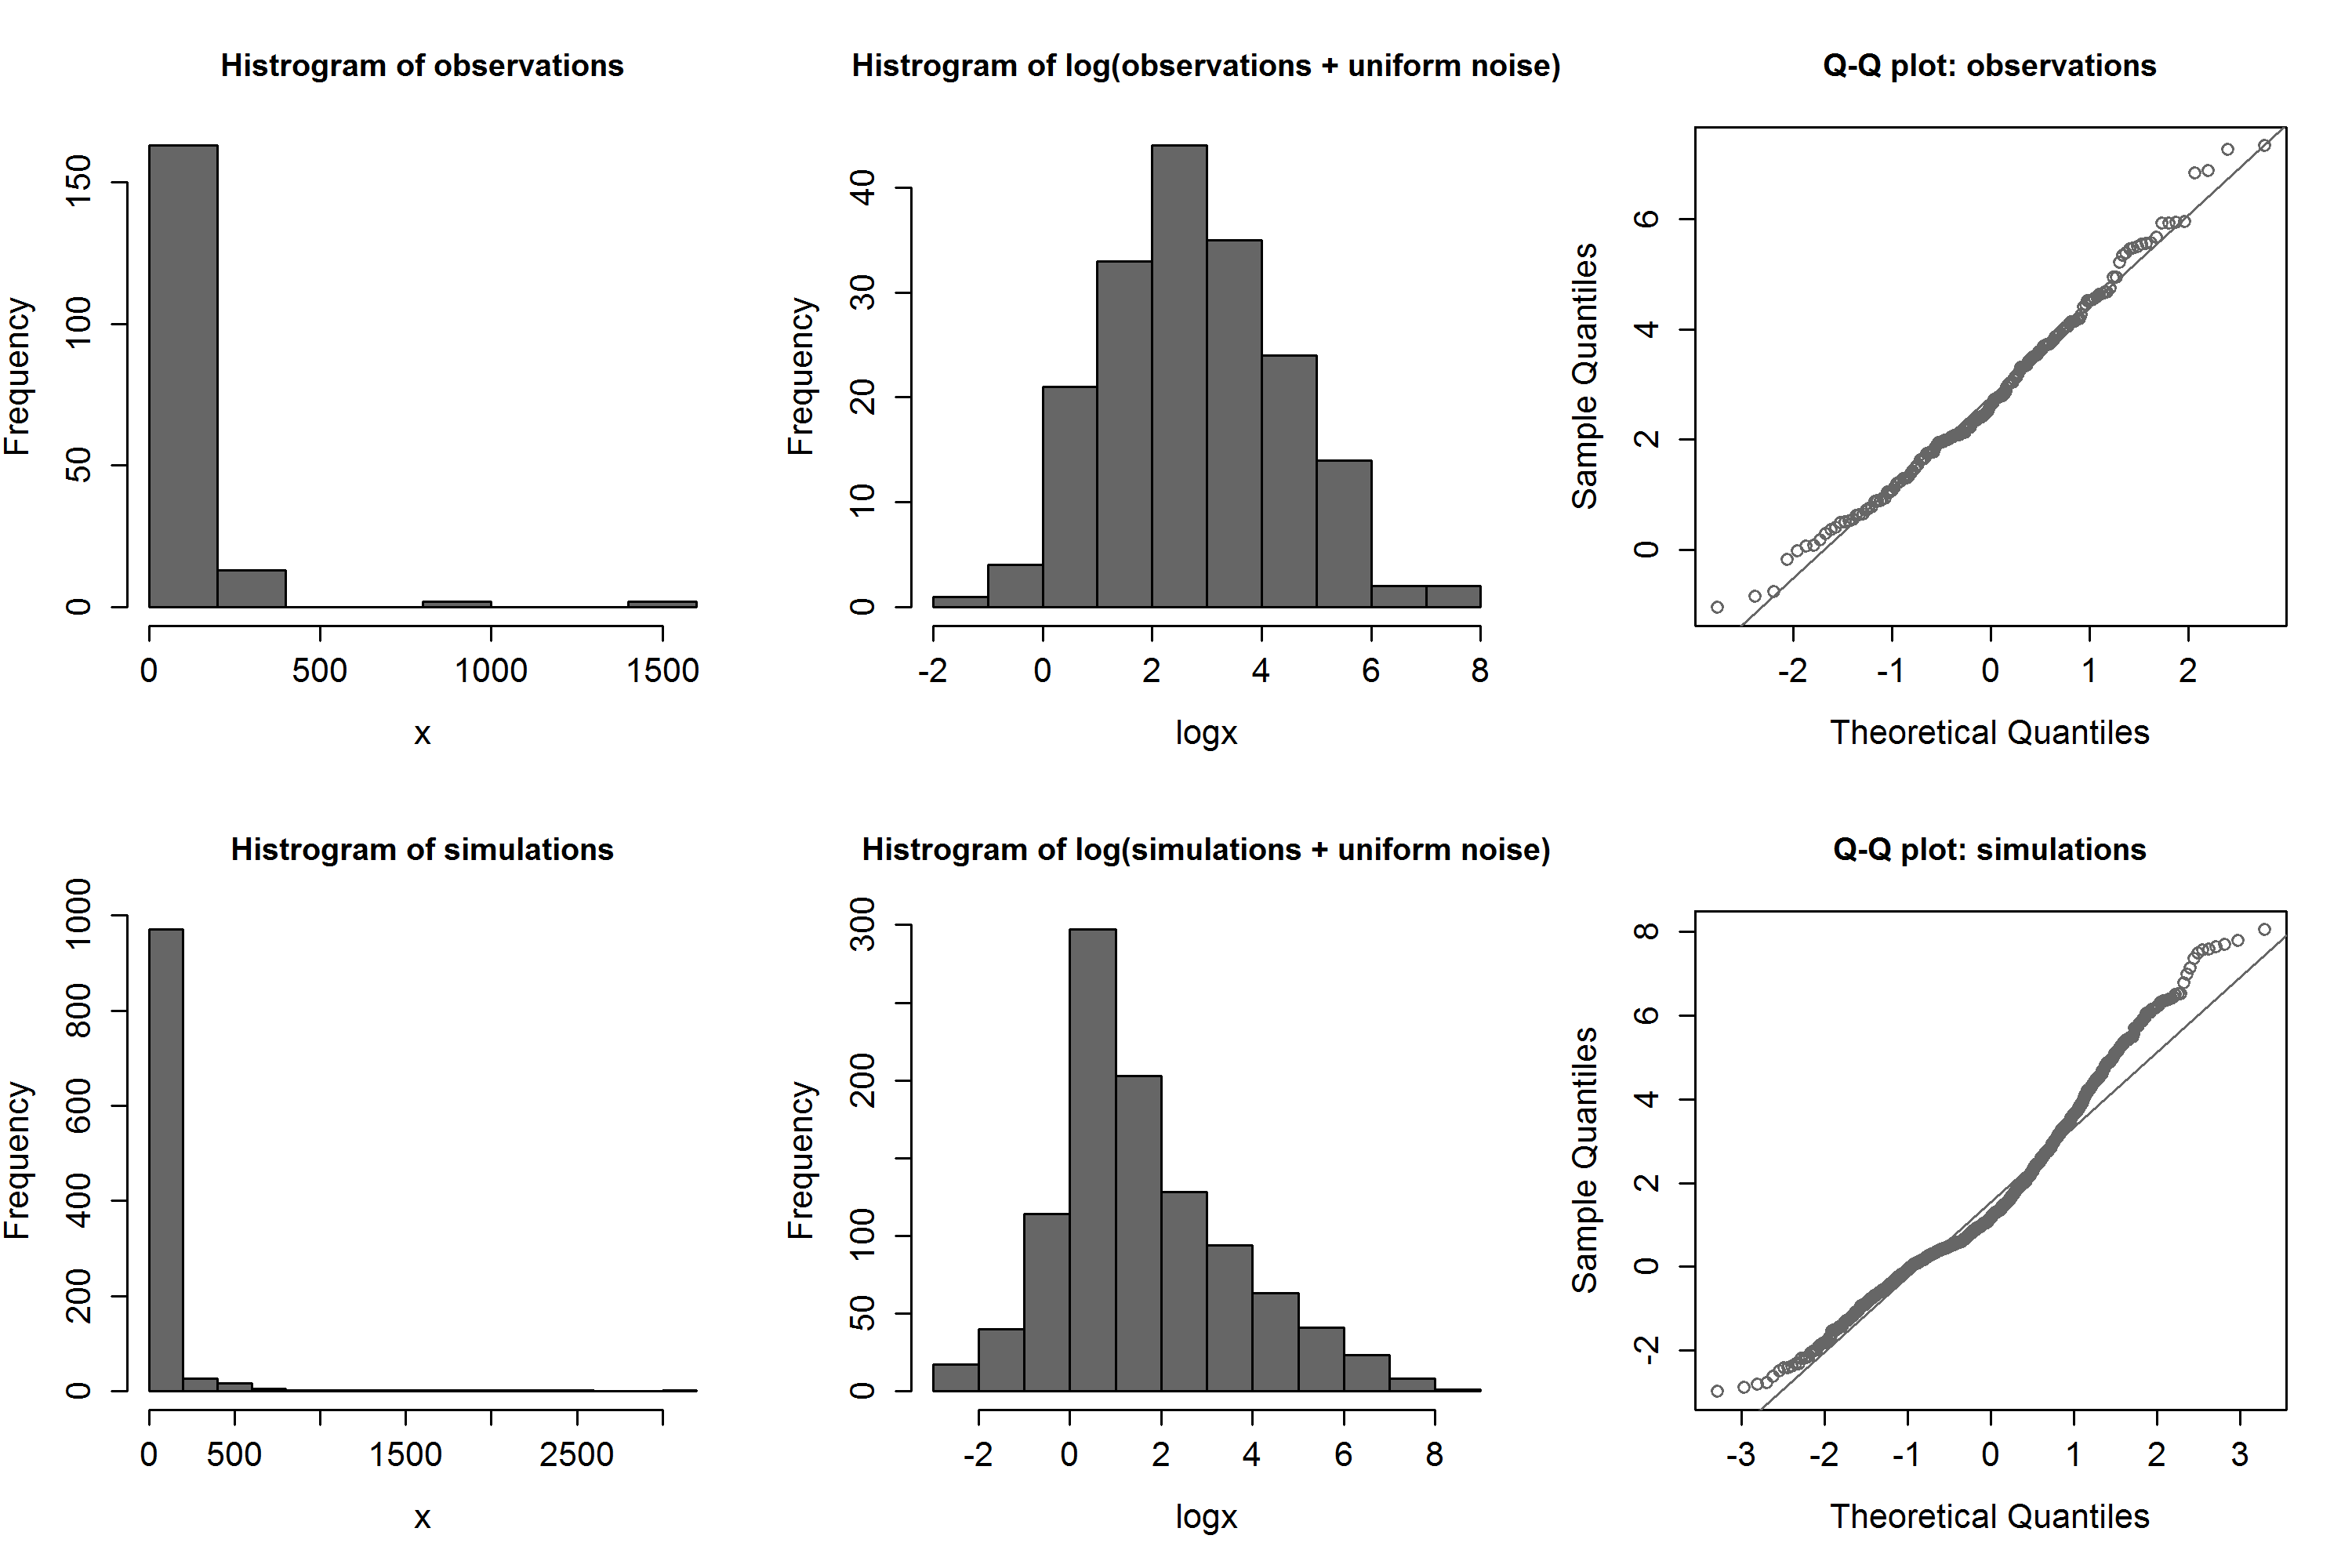 Histrogram of observations
Frequency
0 50 100 150
0 500 1000 1500
x
Histrogram of log(observations + uniform noise)
Frequency
0 10 20 30 40
-2 0 2 4 6 8
logx
Q-Q plot: observations
Sample Quantiles
0 2 4 6
-2 -1 0 1 2
Theoretical Quantiles
Histrogram of simulations
Frequency
0 200 400 600 800 1000
0 500 1500 2500
x
Histrogram of log(simulations + uniform noise)
Frequency
0 50 100 200 300
-2 0 2 4 6 8
logx
Q-Q plot: simulations
Sample Quantiles
-2 0 2 4 6 8
-3 -2 -1 0 1 2 3
Theoretical Quantiles